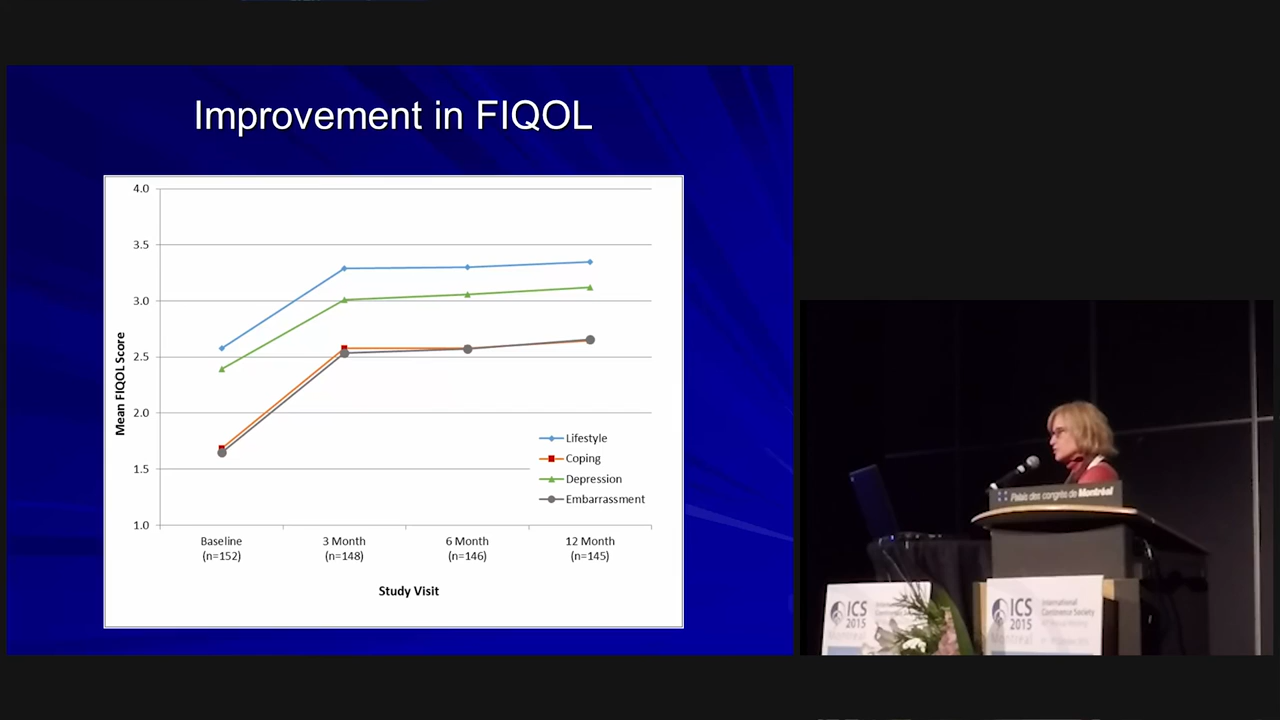 Improvement in FIQOL
4.0
3.5
3.0
2.5
2.0
1.5
1.0
Mean FIQOL Score
Lifestyle
Coping
Depression
Embarrassment
Baseline
(n=152)
3 Month
(n=148)
6 Month
(n=146)
12 Month
(n=145)
Study Visit
Palais des congrès de Montréal
ICS
2015
Montreal
ICS
2015
Montreal
International
Continence Society